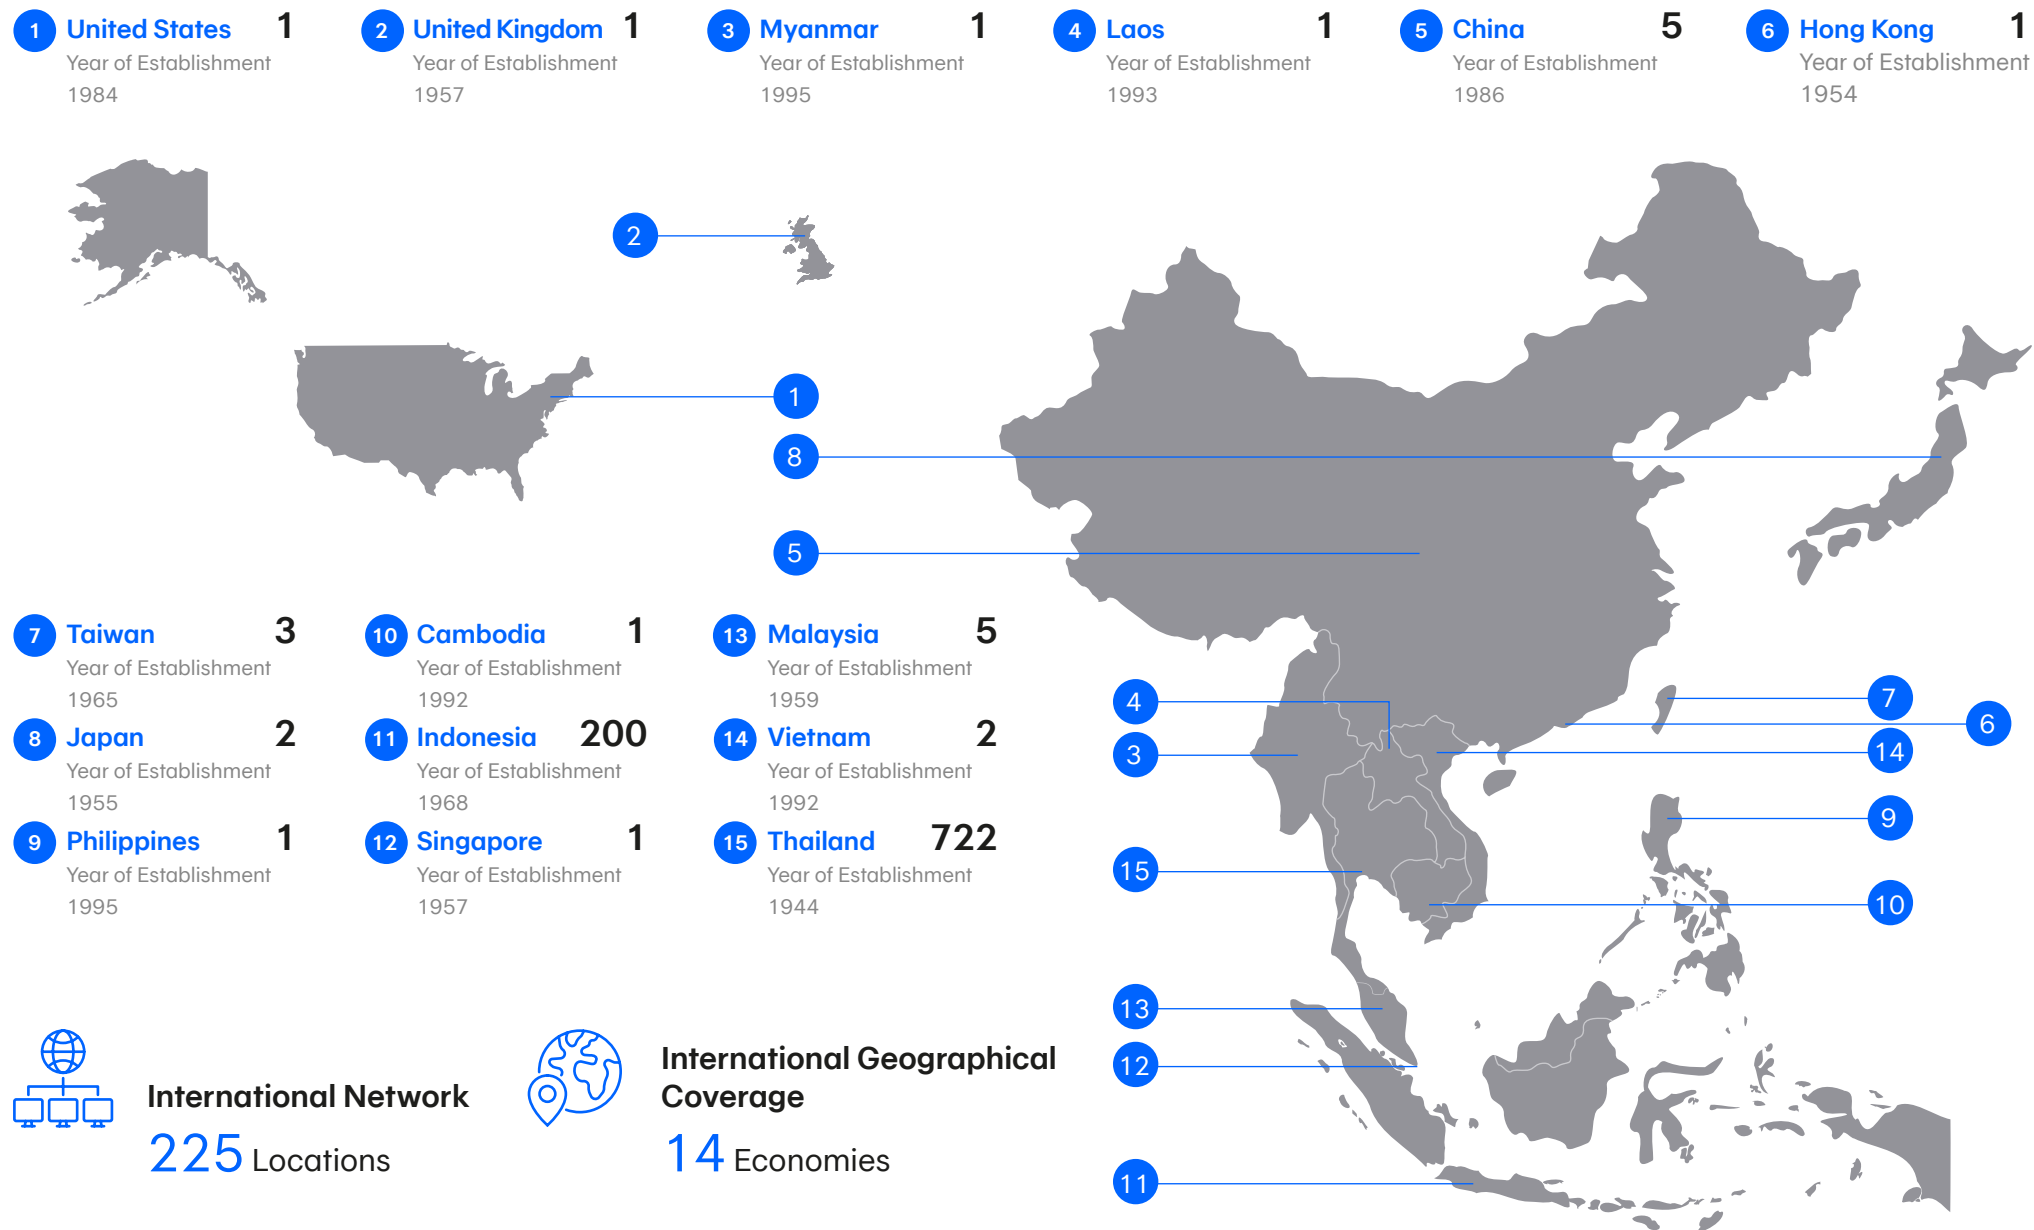 1 United States 1
Year of Establishment
1984
2 United Kingdom 1
Year of Establishment
1957
3 Myanmar 1
Year of Establishment
1995
4 Laos 1
Year of Establishment
1993
5 China 5
Year of Establishment
1986
6 Hong Kong 1
Year of Establishment
1954
2
1
8
5
7 Taiwan 3
Year of Establishment
1965
8 Japan 2
Year of Establishment
1955
9 Philippines 1
Year of Establishment
1995
10 Cambodia 1
Year of Establishment
1992
11 Indonesia 200
Year of Establishment
1968
12 Singapore 1
Year of Establishment
1957
13 Malaysia 5
Year of Establishment
1959
14 Vietnam 2
Year of Establishment
1992
15 Thailand 722
Year of Establishment
1944
4
3
15
13
12
11
7
6
14
9
10
International Network
225 Locations
International Geographical
Coverage
14 Economies